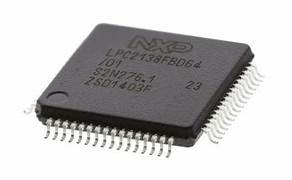 NXP
LPC2138FBD64
/01
S2N276.1
ZSD1403F
23